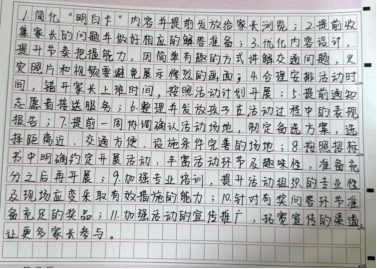 1.简化“明白卡”内容并提前发放给家长浏览；2.提前收
集家长的问题并做好相应的解答准备；3.优化内容设计，
提升节奏把握能力，因简单有趣的方式讲解交通问题，义
安照片和视频要避免展示惨烈的画面；4.合理安排活动时
间，错开家长上班时间，按照活动计划开展；5.提前通知
志愿者接送服务；6.整理并发放孩子在活动过程中的表现
报告；7.提前一周协调确认活动场地，制定备选方案，选
择距离近、交通方便、设施条件完善的场地；8.按照招标
书中明确约定开展活动，丰富活动环节及趣味性，准备充
分之后再开展；9.加强专业培训，提升活动组织的专业性
及现场应变采取有效措施的能力；10.针对有奖问答环节准
备充足的奖品；11.加强活动的宣传推广，拓宽宣传的渠道，
让更多家长参与。